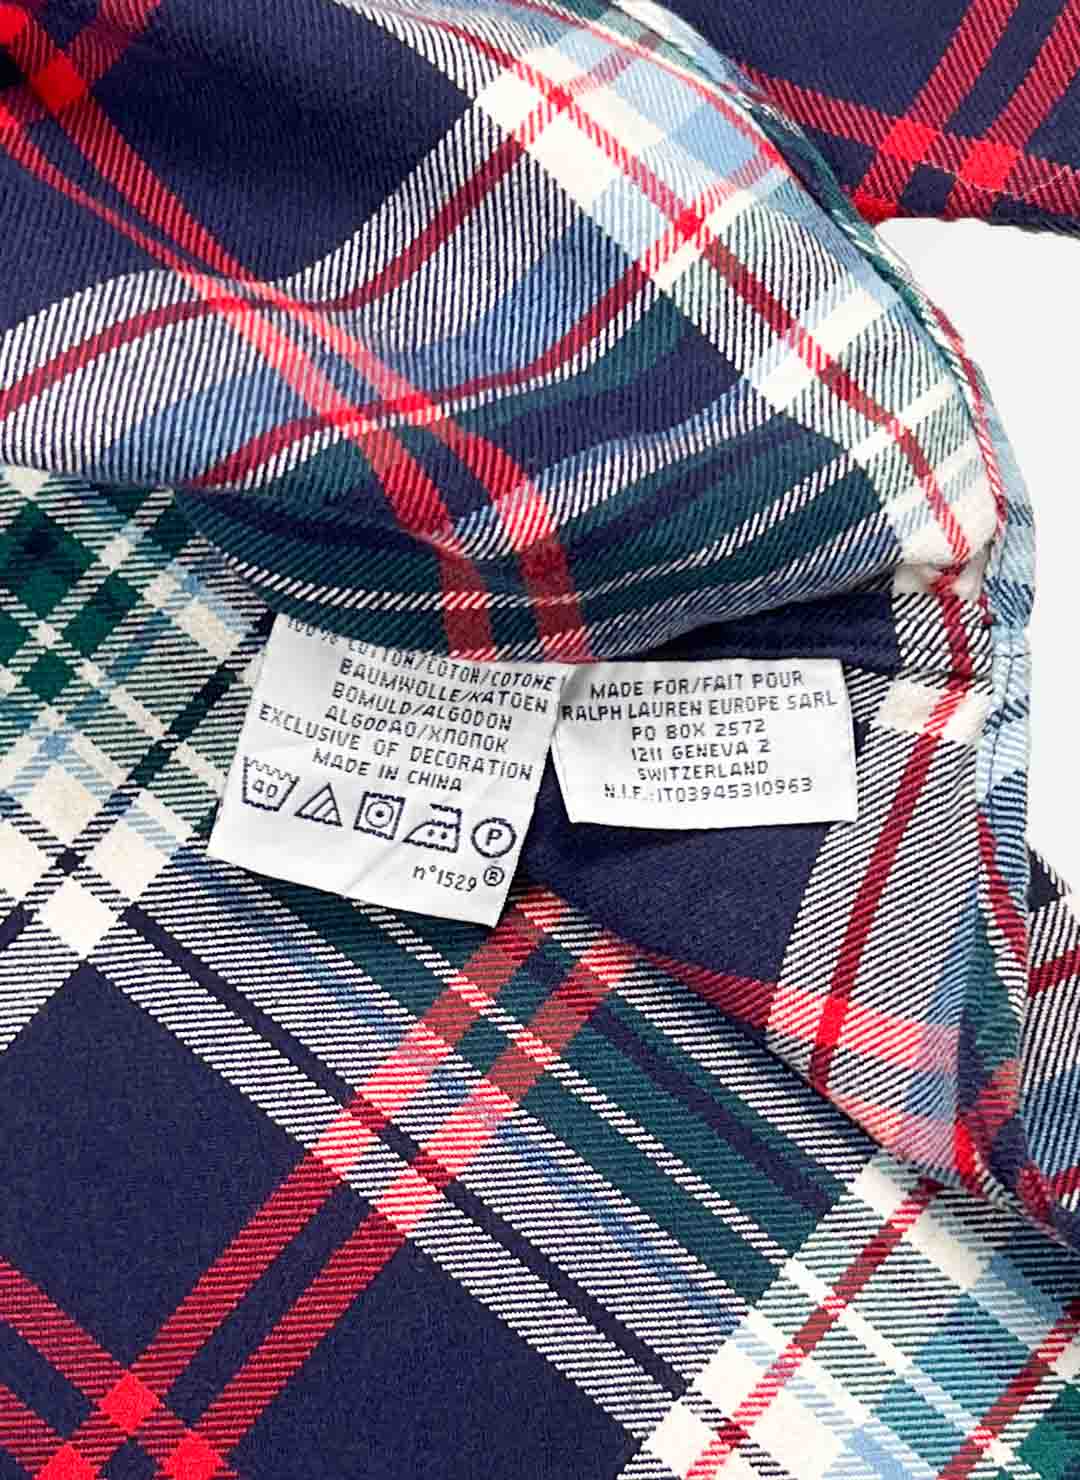 100% COTTON/COTON/COTONE
BAUMWOLLE/KATOEN
BOMULD/ALGODON
ALGODAO/ХЛОПОК
EXCLUSIVE OF DECORATION
MADE IN CHINA
40
P
n°1529 ®
MADE FOR/FAIT POUR
RALPH LAUREN EUROPE SARL
PO BOX 2572
1211 GENEVA 2
SWITZERLAND
N.I.F.:IT03945310963